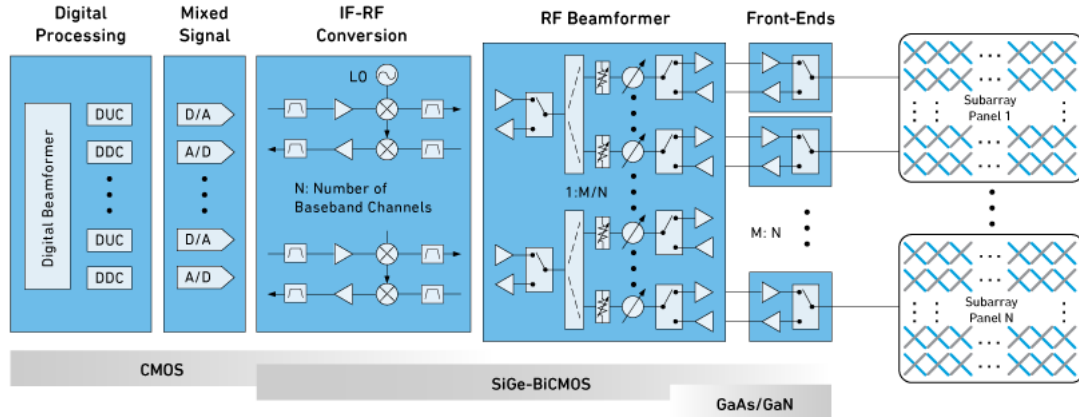 Digital
Processing
Mixed
Signal
IF-RF
Conversion
RF Beamformer
Front-Ends
Digital Beamformer
DUC
DDC
DUC
DDC
D/A
A/D
D/A
A/D
LO
N: Number of
Baseband Channels
1:M/N
M: N
Subarray
Panel 1
Subarray
Panel N
CMOS
SiGe-BiCMOS
GaAs/GaN